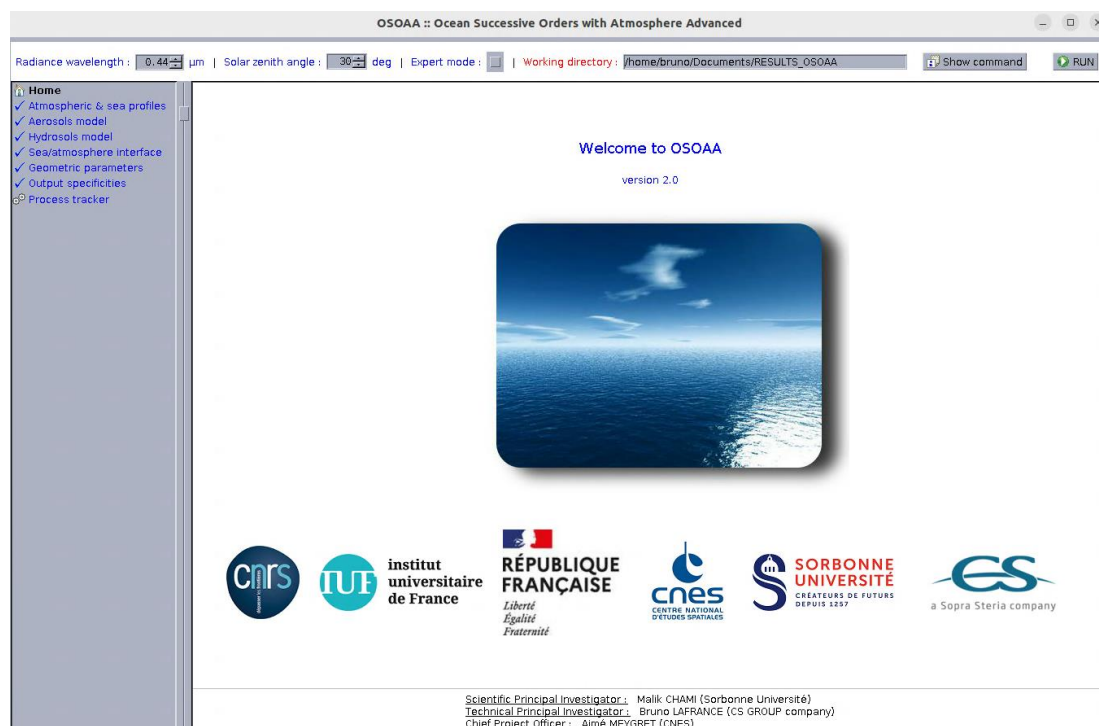 OSOAA :: Ocean Successive Orders with Atmosphere Advanced
Radiance wavelength : 0.44 µm | Solar zenith angle : 30 deg | Expert mode : | Working directory : /home/bruno/Documents/RESULTS_OSOAA Show command RUN
Home
Atmospheric & sea profiles
Aerosols model
Hydrosols model
Sea/atmosphere interface
Geometric parameters
Output specificities
Process tracker
Welcome to OSOAA
version 2.0
cnrs
IUF
institut
universitaire
de France
RÉPUBLIQUE
FRANÇAISE
Liberté
Égalité
Fraternité
cnes
CENTRE NATIONAL
D'ÉTUDES SPATIALES
SORBONNE
UNIVERSITÉ
CRÉATEURS DE FUTURS
DEPUIS 1257
CS
a Sopra Steria company
Scientific Principal Investigator : Malik CHAMI (Sorbonne Université)
Technical Principal Investigator : Bruno LAFRANCE (CS GROUP company)
Chief Project Officer : Aimé MEYGRET (CNES)